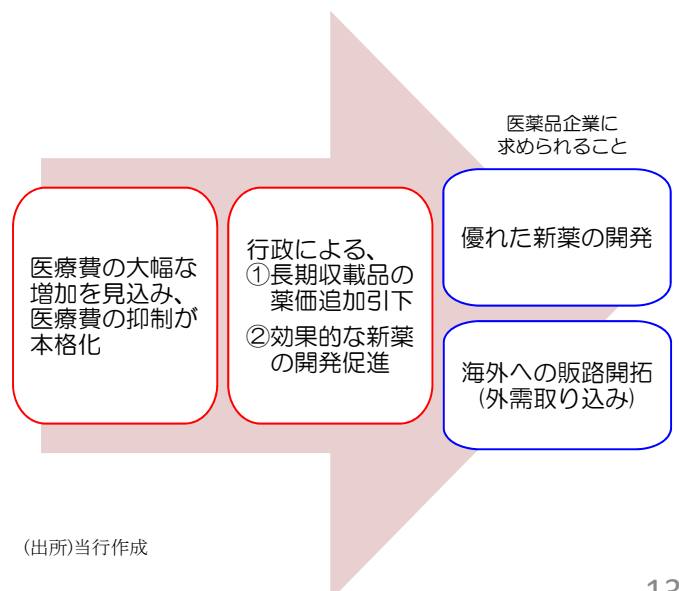 医薬品企業に
求められること
医療費の大幅な
増加を見込み、
医療費の抑制が
本格化
行政による、
①長期収載品の
薬価追加引下
②効果的な新薬
の開発促進
優れた新薬の開発
海外への販路開拓
(外需取り込み)
(出所)当行作成
13